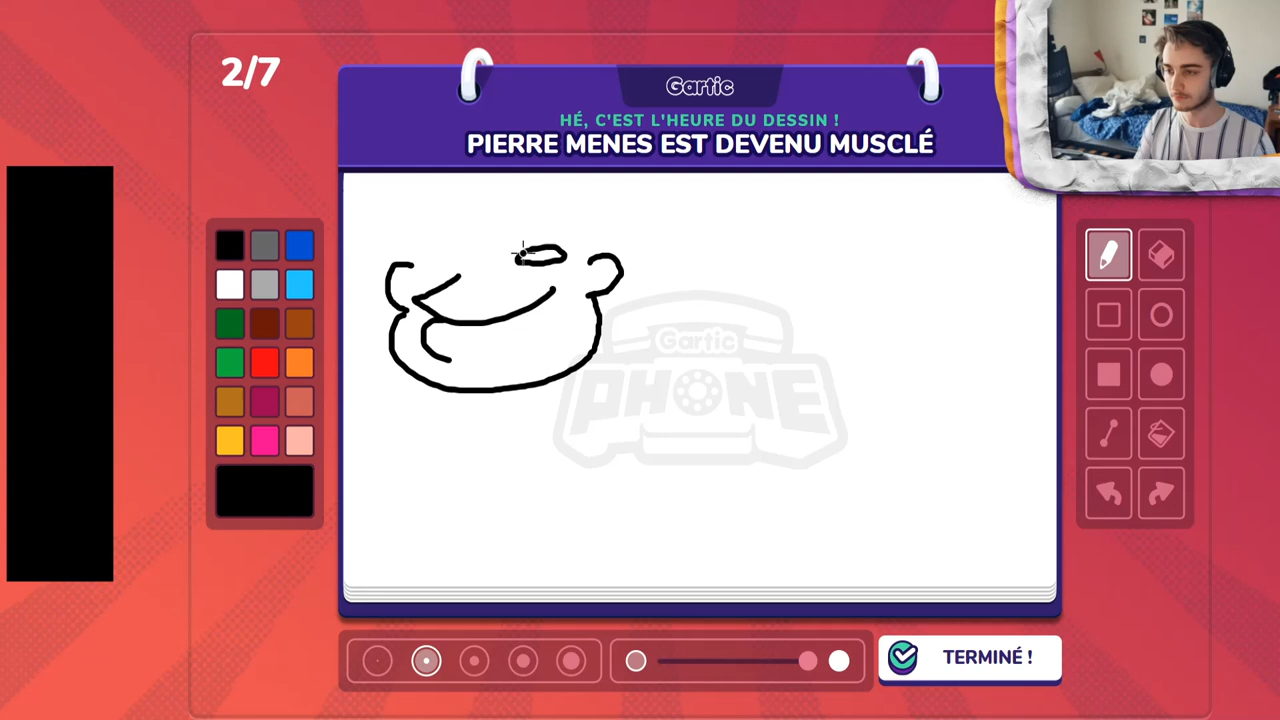 2/7
Gartic
HÉ, C'EST L'HEURE DU DESSIN !
PIERRE MENES EST DEVENU MUSCLÉ
Gartic
PHONE
TERMINÉ !